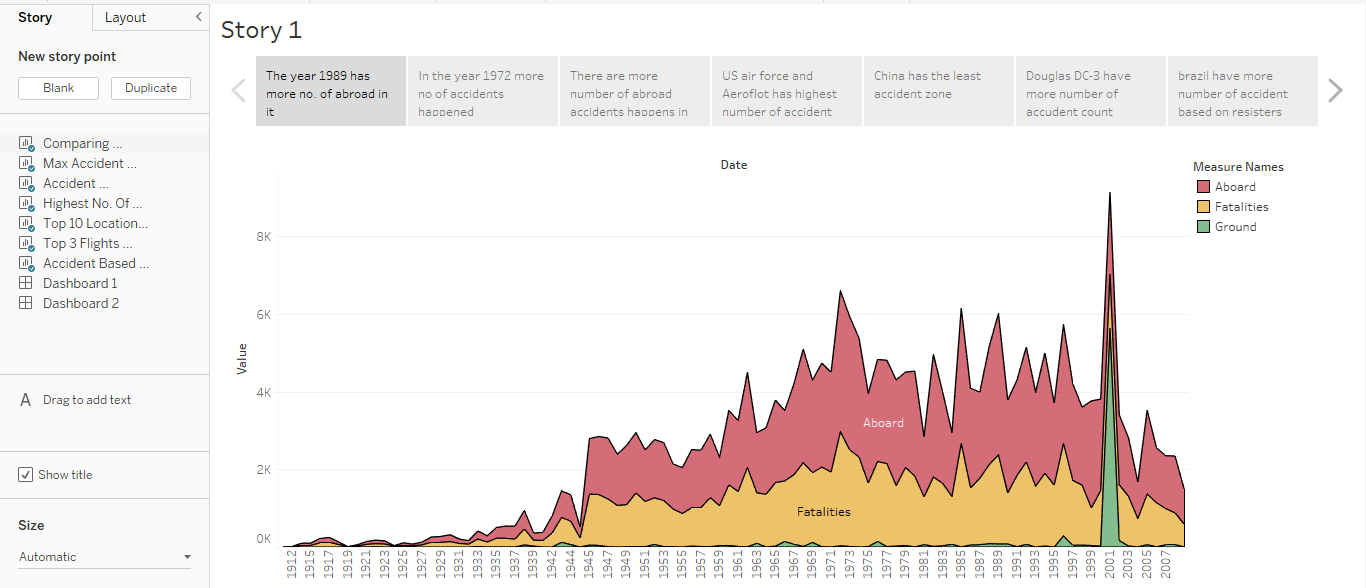 Story
Layout
Story 1
New story point
Blank
Duplicate
Comparing ...
Max Accident ...
Accident ...
Highest No. Of ...
Top 10 Location...
Top 3 Flights ...
Accident Based ...
Dashboard 1
Dashboard 2
A Drag to add text
Show title
Size
Automatic
The year 1989 has
more no. of abroad in
it
In the year 1972 more
no of accidents
happened
There are more
number of abroad
accidents happens in
US air force and
Aeroflot has highest
number of accident
China has the least
accident zone
Douglas DC-3 have
more number of
accudent count
brazil have more
number of accident
based on resisters
Date
Measure Names
Aboard
Fatalities
Ground
Value
8K
6K
4K
2K
0K
Aboard
Fatalities
1912 1917 1919 1921 1923 1925 1927 1929 1931 1933 1935 1937 1939 1942 1944 1945 1947 1949 1951 1953 1955 1957 1959 1961 1963 1965 1967 1969 1971 1973 1975 1977 1979 1981 1983 1985 1987 1989 1991 1993 1995 1997 1999 2001 2003 2005 2007